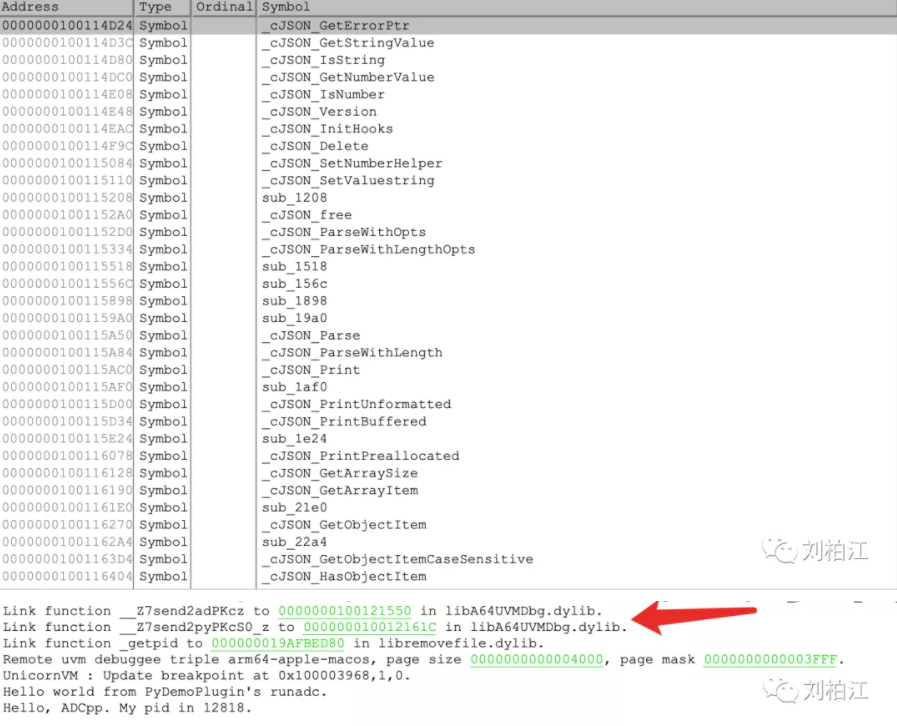 Address Type Ordinal Symbol
0000000100114D24 Symbol _cJSON_GetErrorPtr
0000000100114D3C Symbol _cJSON_GetStringValue
0000000100114D80 Symbol _cJSON_IsString
0000000100114DC0 Symbol _cJSON_GetNumberValue
0000000100114E08 Symbol _cJSON_IsNumber
0000000100114E48 Symbol _cJSON_Version
0000000100114EAC Symbol _cJSON_InitHooks
0000000100114F9C Symbol _cJSON_Delete
0000000100115084 Symbol _cJSON_SetNumberHelper
0000000100115110 Symbol _cJSON_SetValuestring
0000000100115208 Symbol sub_1208
00000001001152A0 Symbol _cJSON_free
00000001001152D0 Symbol _cJSON_ParseWithOpts
0000000100115334 Symbol _cJSON_ParseWithLengthOpts
0000000100115518 Symbol sub_1518
000000010011556C Symbol sub_156c
0000000100115898 Symbol sub_1898
00000001001159A0 Symbol sub_19a0
0000000100115A50 Symbol _cJSON_Parse
0000000100115A84 Symbol _cJSON_ParseWithLength
0000000100115AC0 Symbol _cJSON_Print
0000000100115AF0 Symbol sub_1af0
0000000100115D00 Symbol _cJSON_PrintUnformatted
0000000100115D34 Symbol _cJSON_PrintBuffered
0000000100115E24 Symbol sub_1e24
0000000100116078 Symbol _cJSON_PrintPreallocated
0000000100116128 Symbol _cJSON_GetArraySize
0000000100116190 Symbol _cJSON_GetArrayItem
00000001001161E0 Symbol sub_21e0
0000000100116270 Symbol _cJSON_GetObjectItem
00000001001162A4 Symbol sub_22a4
00000001001163D4 Symbol _cJSON_GetObjectItemCaseSensitive
0000000100116404 Symbol _cJSON_HasObjectItem
刘柏江
Link function __Z7send2adPKcz to 0000000100121550 in libA64UVMDbg.dylib.
Link function __Z7send2pyPKcS0_z to 000000010012161C in libA64UVMDbg.dylib.
Link function _getpid to 000000019AFBED80 in libremovefile.dylib.
Remote uvm debuggee triple arm64-apple-macos, page size 0000000000004000, page mask 0000000000003FFF.
UnicornVM : Update breakpoint at 0x100003968,1,0.
Hello world from PyDemoPlugin's runadc.
Hello, ADCpp. My pid in 12818.
刘柏江